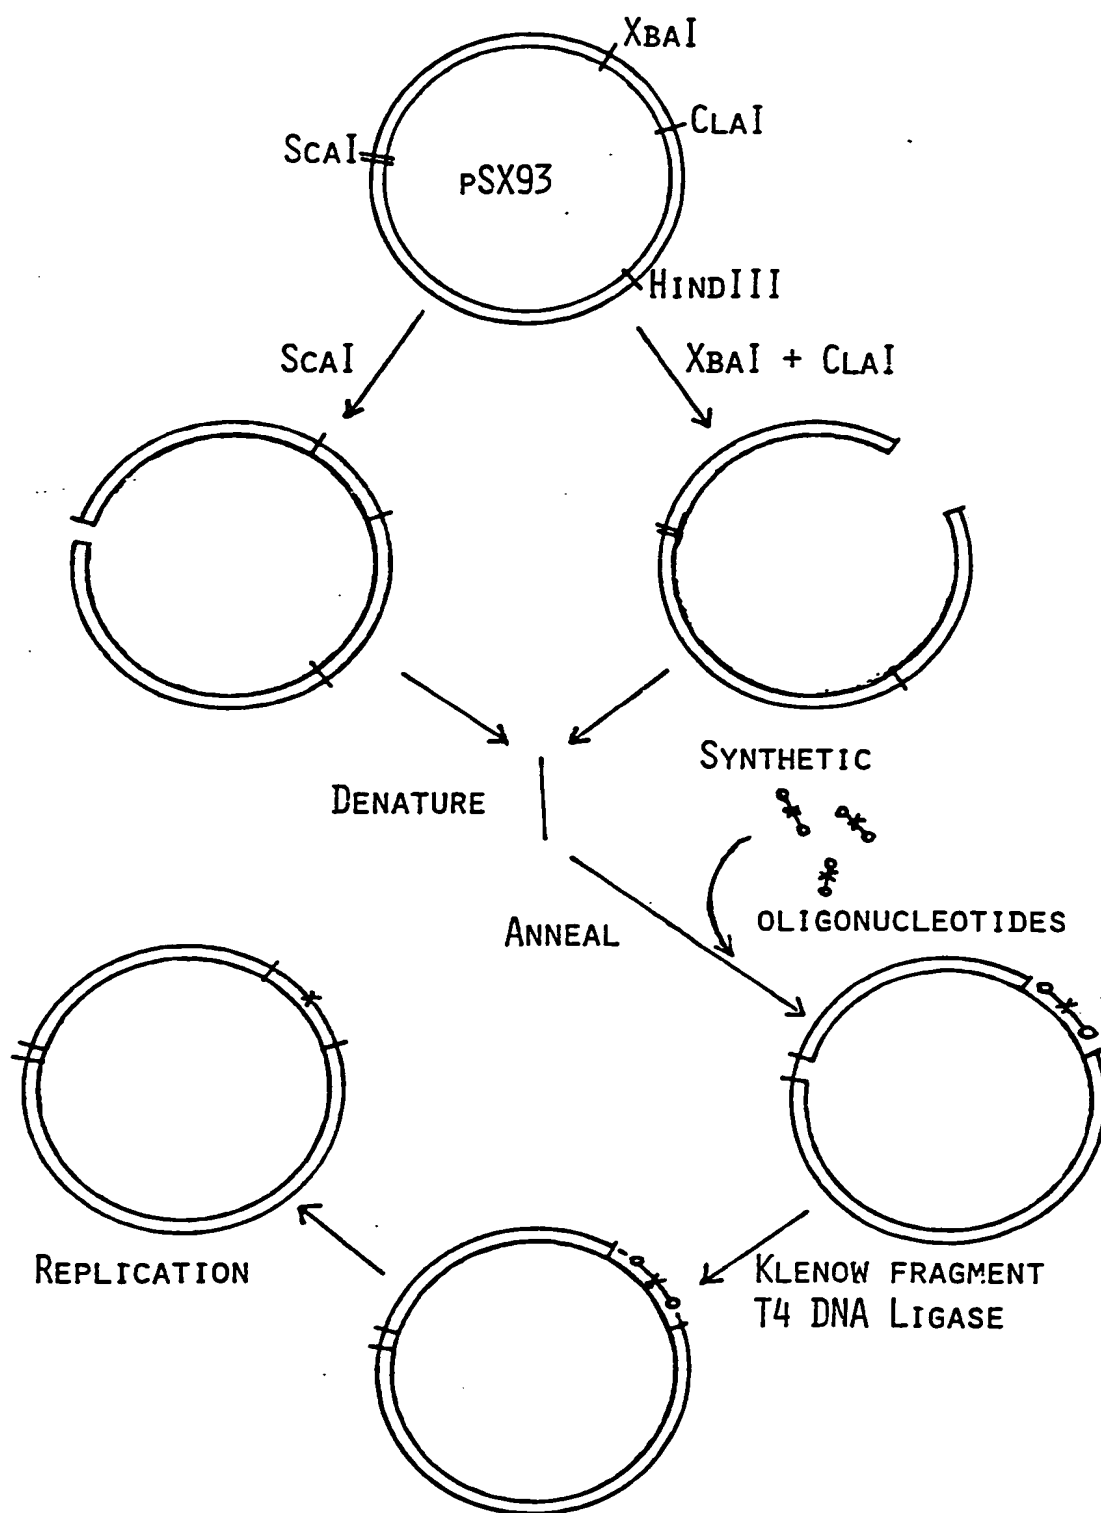 XBAI
CLAI
SCAI
PSX93
HINDIII
SCAI
XBAI + CLAI
SYNTHETIC
DENATURE
OLIGONUCLEOTIDES
ANNEAL
REPLICATION
KLENOW FRAGMENT
T4 DNA LIGASE